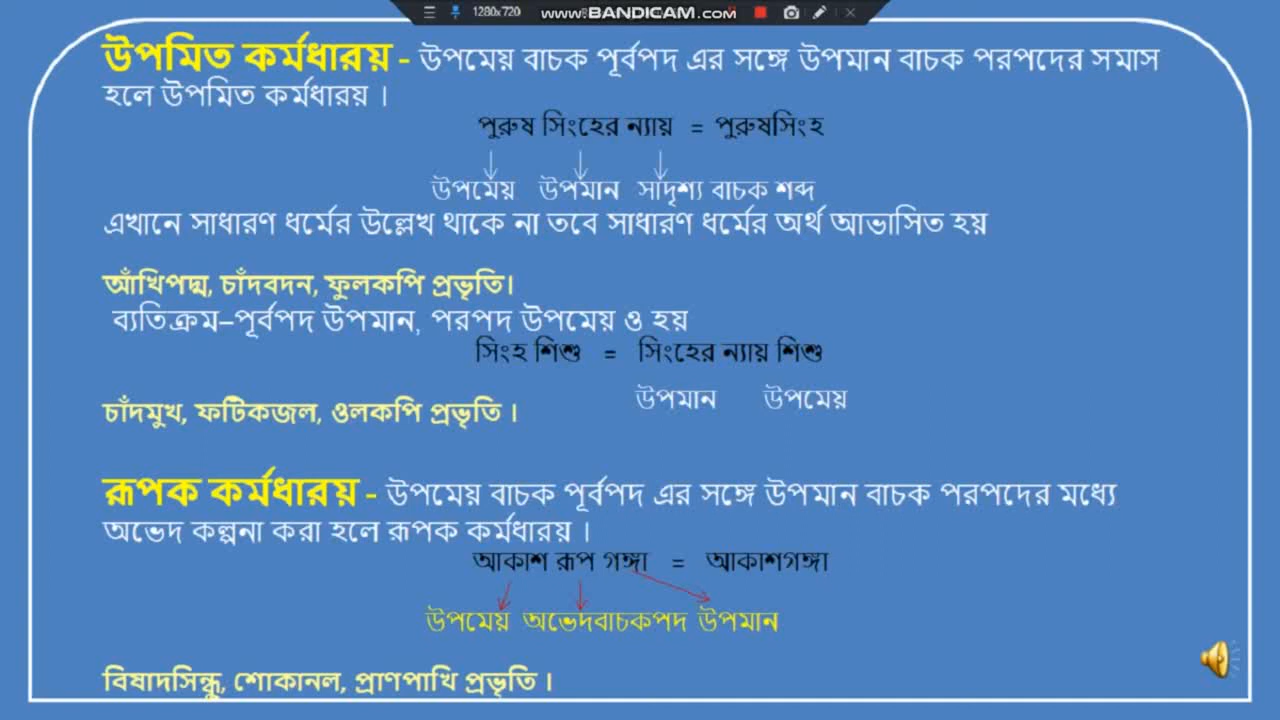 1280x720 www.BANDICAM.com
উপমিত কর্মধারয় - উপমেয় বাচক পূর্বপদ এর সঙ্গে উপমান বাচক পরপদের সমাস
হলে উপমিত কর্মধারয় ।
পুরুষ সিংহের ন্যায় = পুরুষসিংহ
উপমেয় উপমান সাদৃশ্য বাচক শব্দ
এখানে সাধারণ ধর্মের উল্লেখ থাকে না তবে সাধারণ ধর্মের অর্থ আভাসিত হয়
আঁখিপদ্ম, চাঁদবদন, ফুলকপি প্রভৃতি।
ব্যতিক্রম–পূর্বপদ উপমান, পরপদ উপমেয় ও হয়
সিংহ শিশু = সিংহের ন্যায় শিশু
উপমান উপমেয়
চাঁদমুখ, ফটিকজল, ওলকপি প্রভৃতি ।
রূপক কর্মধারয় - উপমেয় বাচক পূর্বপদ এর সঙ্গে উপমান বাচক পরপদের মধ্যে
অভেদ কল্পনা করা হলে রূপক কর্মধারয় ।
আকাশ রূপ গঙ্গা = আকাশগঙ্গা
উপমেয় অভেদবাচকপদ উপমান
বিষাদসিন্ধু, শোকানল, প্রাণপাখি প্রভৃতি ।